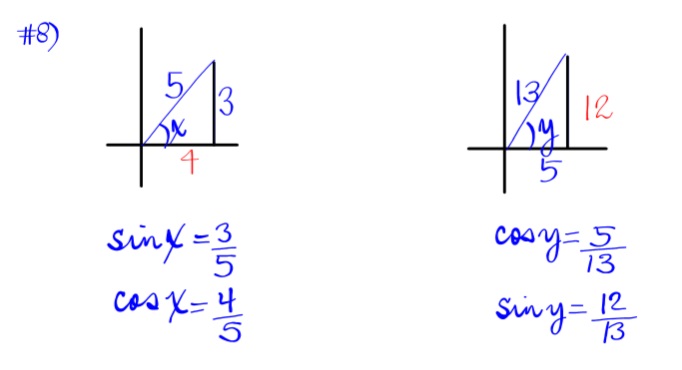 #8)
5
3
x
4
13
12
y
5
sin x = 3/5
cos x = 4/5
cos y = 5/13
sin y = 12/13